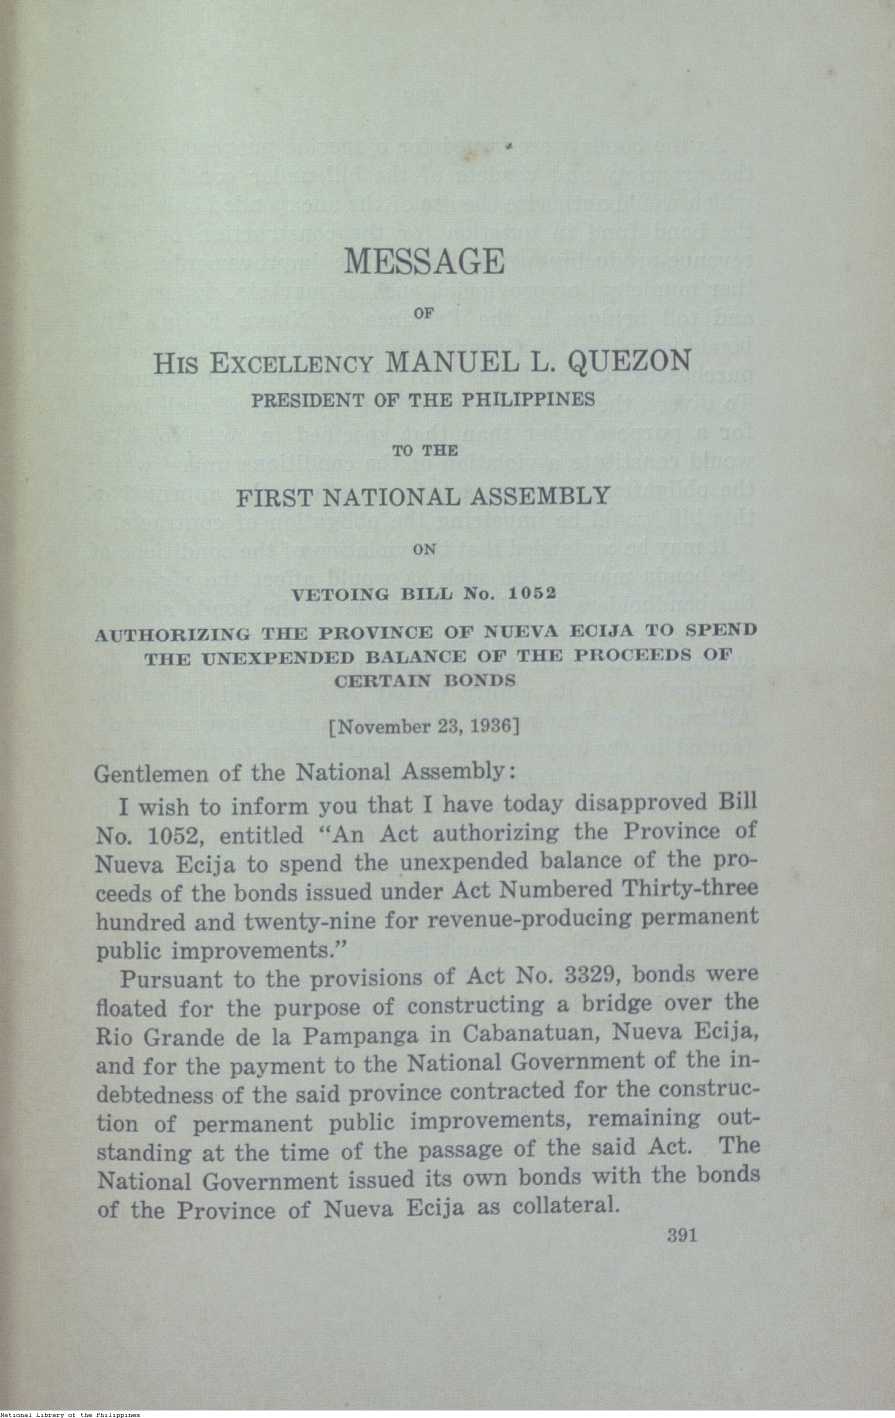 MESSAGE
OF
HIS EXCELLENCY MANUEL L. QUEZON
PRESIDENT OF THE PHILIPPINES
TO THE
FIRST NATIONAL ASSEMBLY
ON
VETOING BILL No. 1052
AUTHORIZING THE PROVINCE OF NUEVA ECIJA TO SPEND
THE UNEXPENDED BALANCE OF THE PROCEEDS OF
CERTAIN BONDS
[November 23, 1936]
Gentlemen of the National Assembly:
I wish to inform you that I have today disapproved Bill
No. 1052, entitled “An Act authorizing the Province of
Nueva Ecija to spend the unexpended balance of the pro-
ceeds of the bonds issued under Act Numbered Thirty-three
hundred and twenty-nine for revenue-producing permanent
public improvements.”
Pursuant to the provisions of Act No. 3329, bonds were
floated for the purpose of constructing a bridge over the
Rio Grande de la Pampanga in Cabanatuan, Nueva Ecija,
and for the payment to the National Government of the in-
debtedness of the said province contracted for the construc-
tion of permanent public improvements, remaining out-
standing at the time of the passage of the said Act. The
National Government issued its own bonds with the bonds
of the Province of Nueva Ecija as collateral.
391
National Library of the Philippines